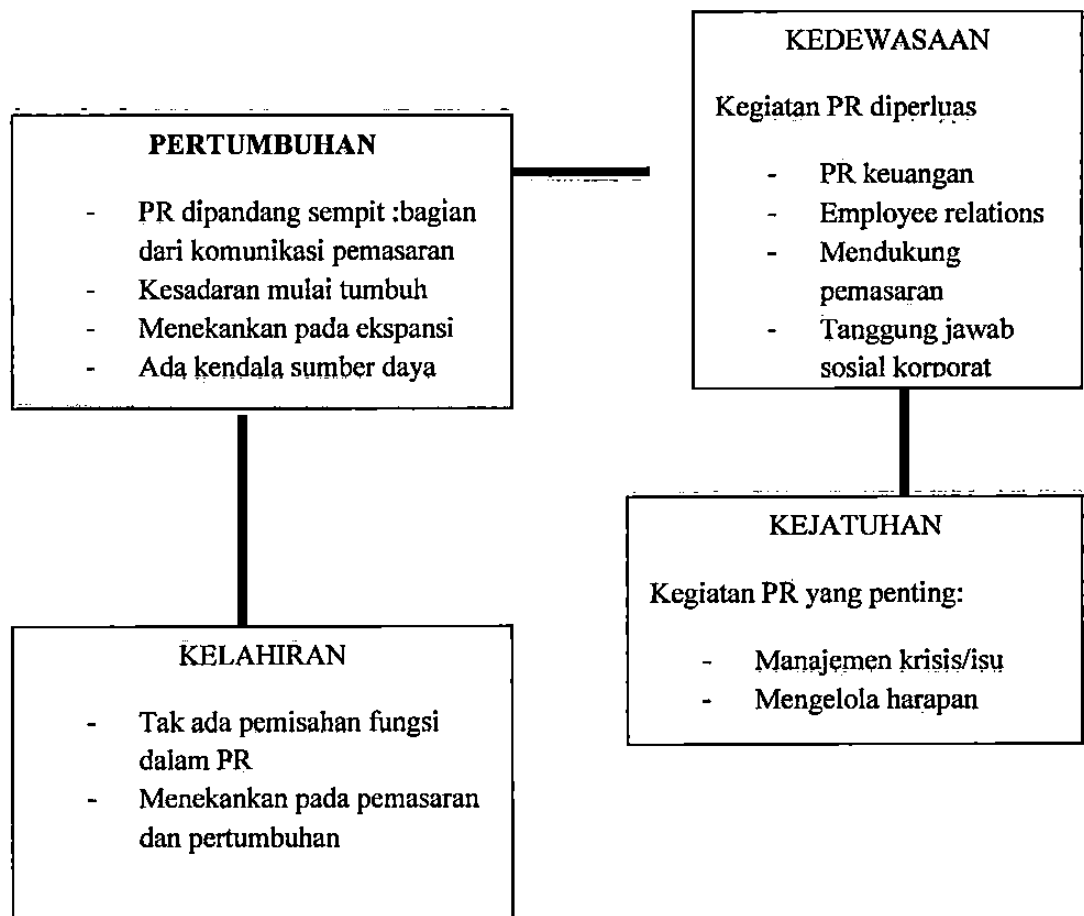 PERTUMBUHAN
- PR dipandang sempit :bagian
dari komunikasi pemasaran
- Kesadaran mulai tumbuh
- Menekankan pada ekspansi
- Ada kendala sumber daya
KEDEWASAAN
Kegiatan PR diperluas
- PR keuangan
- Employee relations
- Mendukung
pemasaran
- Tanggung jawab
sosial korporat
KELAHIRAN
- Tak ada pemisahan fungsi
dalam PR
- Menekankan pada pemasaran
dan pertumbuhan
KEJATUHAN
Kegiatan PR yang penting:
- Manajemen krisis/isu
- Mengelola harapan